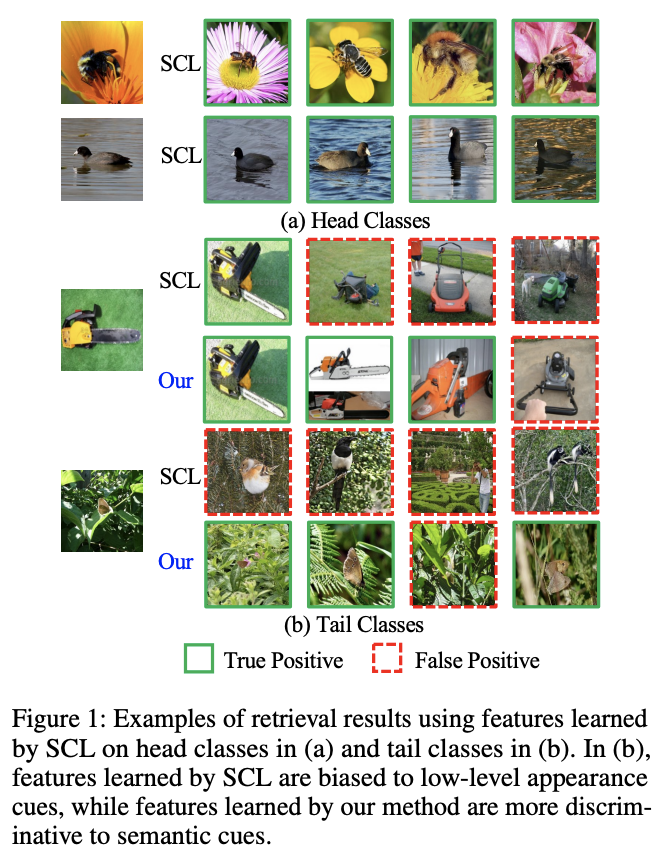 SCL
SCL
(a) Head Classes
SCL
Our
SCL
Our
(b) Tail Classes
True Positive
False Positive
Figure 1: Examples of retrieval results using features learned
by SCL on head classes in (a) and tail classes in (b). In (b),
features learned by SCL are biased to low-level appearance
cues, while features learned by our method are more discrim-
inative to semantic cues.